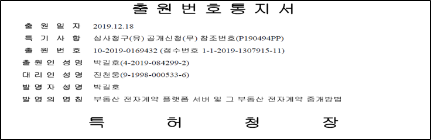 출 원 번 호 통 지 서
출 원 일 자 2019.12.18
특 기 사 항 심사청구(유) 공개신청(무) 참조번호(P190494PP)
출 원 번 호 10-2019-0169432 (접수번호 1-1-2019-1307915-11)
출 원 인 성 명 박길호(4-2019-084299-2)
대 리 인 성 명 진천웅(9-1998-000533-6)
발 명 자 성 명 박길호
발 명 의 명 칭 부동산 전자계약 플랫폼 서버 및 그 부동산 전자계약 중개방법
특 허 청 장